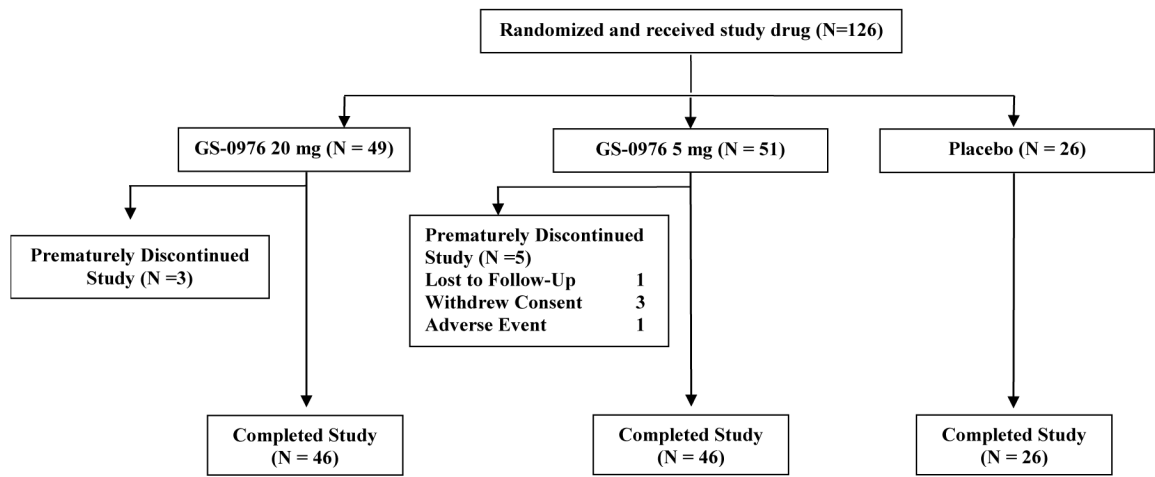 Randomized and received study drug (N=126)
GS-0976 20 mg (N = 49)
GS-0976 5 mg (N = 51)
Placebo (N = 26)
Prematurely Discontinued
Study (N =3)
Prematurely Discontinued
Study (N =5)
Lost to Follow-Up 1
Withdrew Consent 3
Adverse Event 1
Completed Study
(N = 46)
Completed Study
(N = 46)
Completed Study
(N = 26)